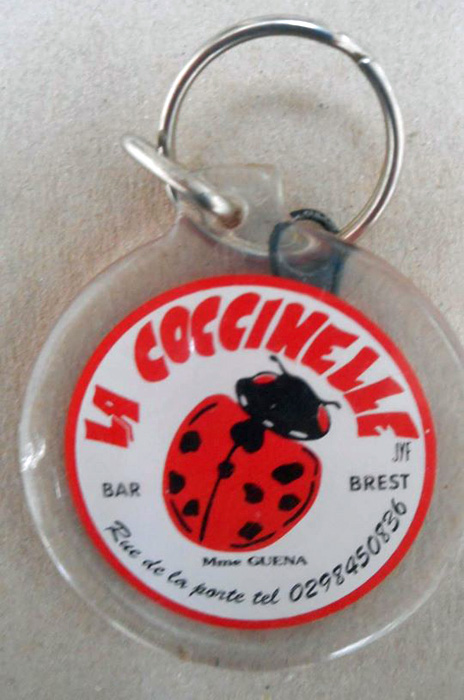 LA COCCINELLE
JYF
BAR
BREST
Mme GUENA
Rue de la porte tel 0298450836